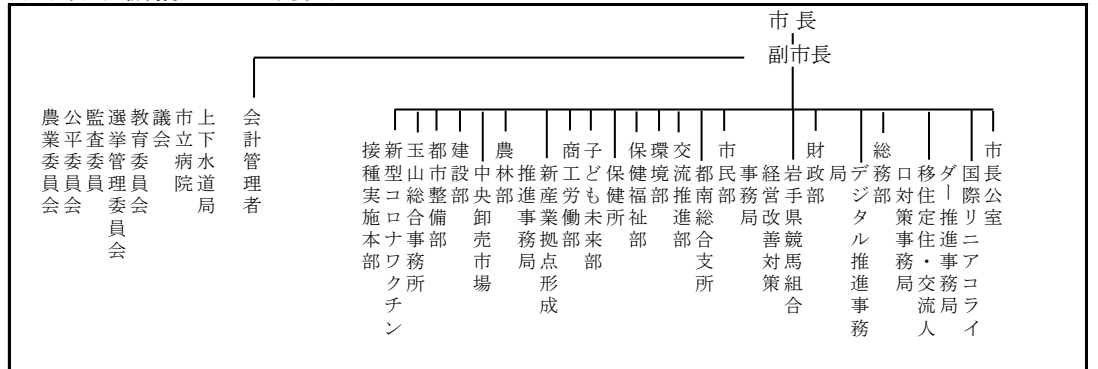 市長
副市長
市長公室
国際リニアコライ
ダー推進事務局
移住定住・交流人
口対策事務局
総務部
デジタル推進事務
局
財政部
岩手県競馬組合
経営改善対策
事務局
市民部
都南総合支所
交流推進部
環境部
保健福祉部
保健所
子ども未来部
商工労働部
新産業拠点形成
推進事務局
農林部
中央卸売市場
建設部
都市整備部
玉山総合事務所
新型コロナワクチン
接種実施本部
会計管理者
上下水道局
市立病院
議会
教育委員会
選挙管理委員会
監査委員
公平委員会
農業委員会